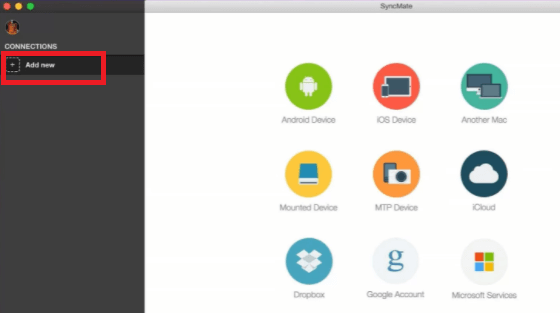 SyncMate
CONNECTIONS
+ Add new
Android Device
iOS Device
Another Mac
Mounted Device
MTP Device
iCloud
Dropbox
Google Account
Microsoft Services